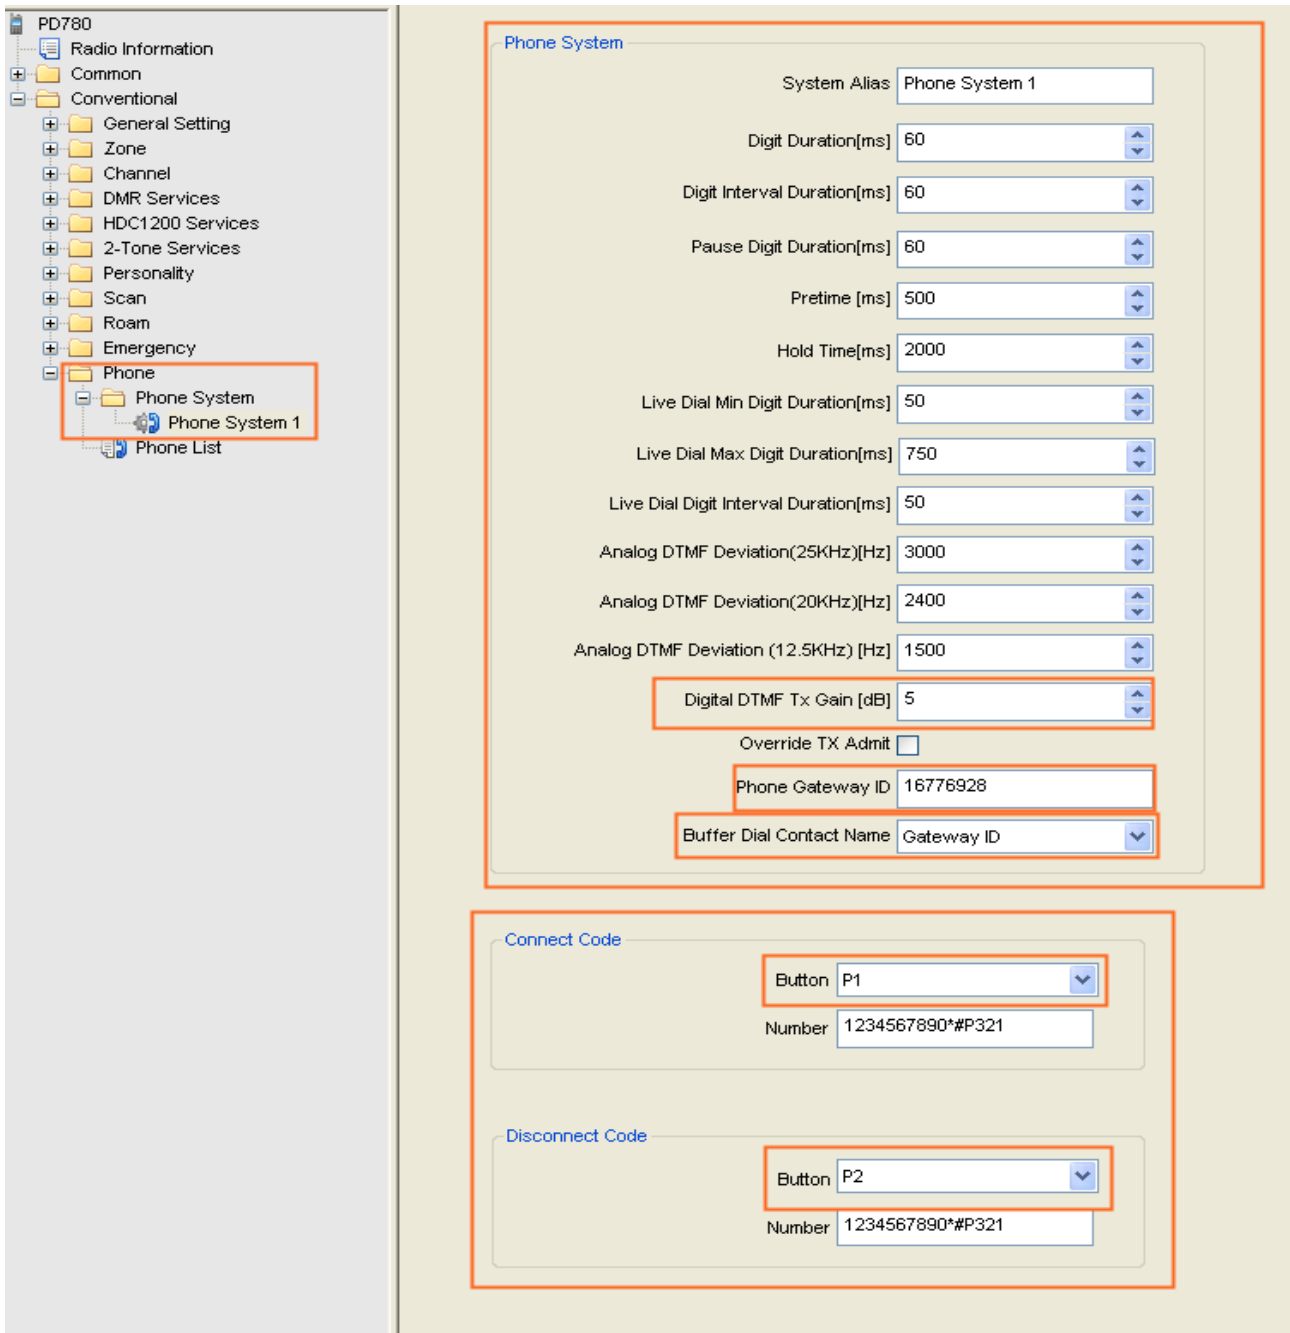 PD780
Radio Information
Common
Conventional
General Setting
Zone
Channel
DMR Services
HDC1200 Services
2-Tone Services
Personality
Scan
Roam
Emergency
Phone
Phone System
Phone System 1
Phone List
Phone System
System Alias Phone System 1
Digit Duration[ms] 60
Digit Interval Duration[ms] 60
Pause Digit Duration[ms] 60
Pretime [ms] 500
Hold Time[ms] 2000
Live Dial Min Digit Duration[ms] 50
Live Dial Max Digit Duration[ms] 750
Live Dial Digit Interval Duration[ms] 50
Analog DTMF Deviation(25KHz)[Hz] 3000
Analog DTMF Deviation(20KHz)[Hz] 2400
Analog DTMF Deviation (12.5KHz) [Hz] 1500
Digital DTMF Tx Gain [dB] 5
Override TX Admit
Phone Gateway ID 16776928
Buffer Dial Contact Name Gateway ID
Connect Code
Button P1
Number 1234567890*#P321
Disconnect Code
Button P2
Number 1234567890*#P321